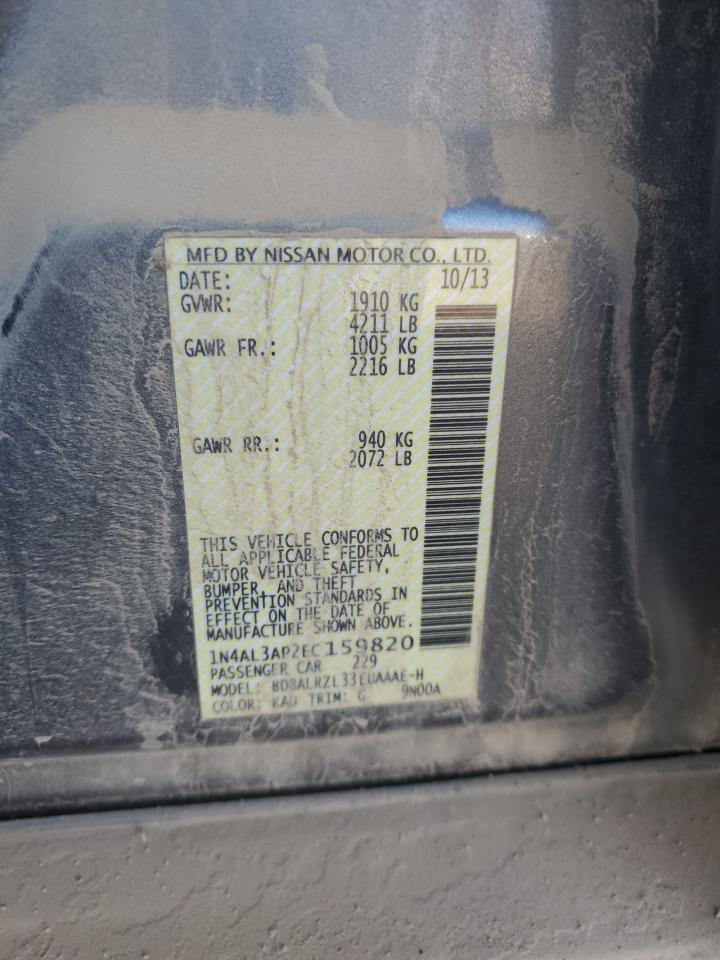 MFD BY NISSAN MOTOR CO., LTD.
DATE: 10/13
GVWR: 1910 KG
4211 LB
GAWR FR.: 1005 KG
2216 LB
GAWR RR.: 940 KG
2072 LB
THIS VEHICLE CONFORMS TO
ALL APPLICABLE FEDERAL
MOTOR VEHICLE SAFETY,
BUMPER, AND THEFT
PREVENTION STANDARDS IN
EFFECT ON THE DATE OF
MANUFACTURE SHOWN ABOVE.
1N4AL3AP2EC159820
PASSENGER CAR 229
MODEL: BDBALRZL33EUAAAE-H
COLOR: KAD TRIM: G 9N00A